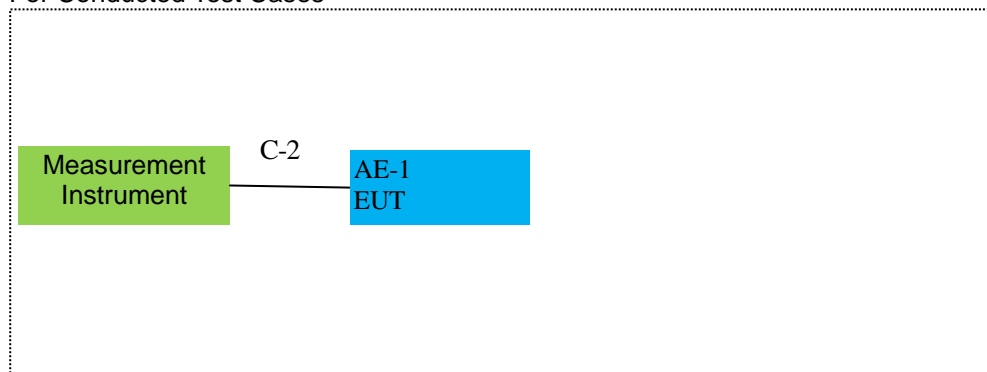 For Conducted Test Cases
Measurement
Instrument
C-2
AE-1
EUT